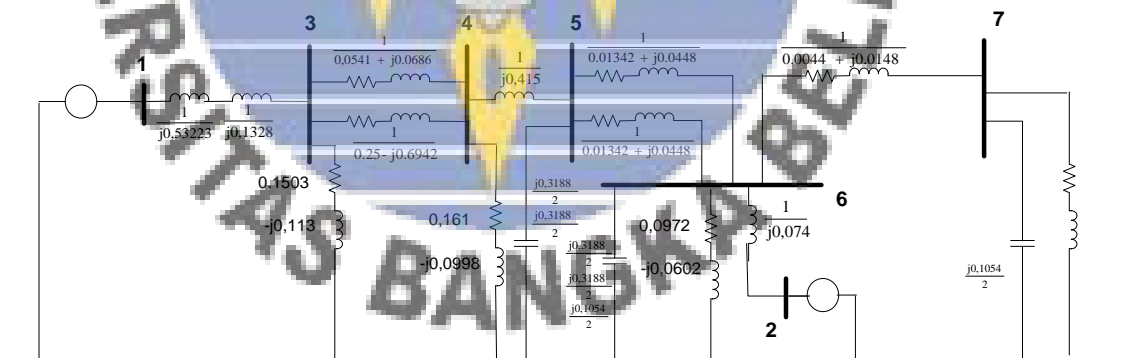 7
3
4
5
1
0,0541 + j0.0686
1
j0,415
1
0.01342 + j0.0448
1
0.0044 + j0.0148
1
1
j0.53223
1
j0,1328
1
0.25- j0.6942
1
0.01342 + j0.0448
0.1503
-j0,113
0,161
-j0,0998
j0,3188
2
j0,3188
2
j0,3188
2
j0,3188
2
j0,1054
2
0,0972
-j0,0602
6
1
j0,074
2
j0,1054
2
RSITAS BANGKA BELI